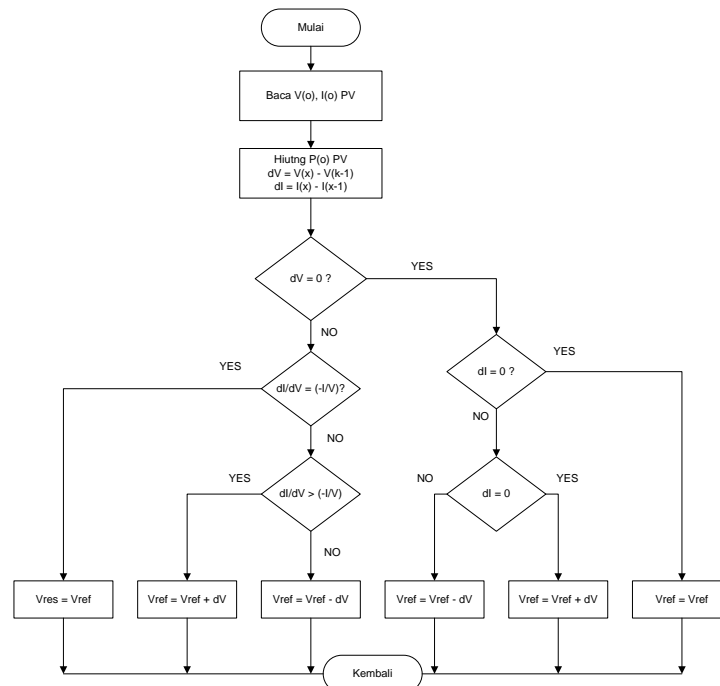 Mulai
Baca V(o), I(o) PV
Hiutng P(o) PV
dV = V(x) - V(k-1)
dI = I(x) - I(x-1)
dV = 0 ?
YES
NO
YES
dI/dV = (-I/V)?
dI = 0 ?
YES
NO
NO
YES
dI/dV > (-I/V)
NO
dI = 0
YES
NO
Vres = Vref
Vref = Vref + dV
Vref = Vref - dV
Vref = Vref - dV
Vref = Vref + dV
Vref = Vref
Kembali